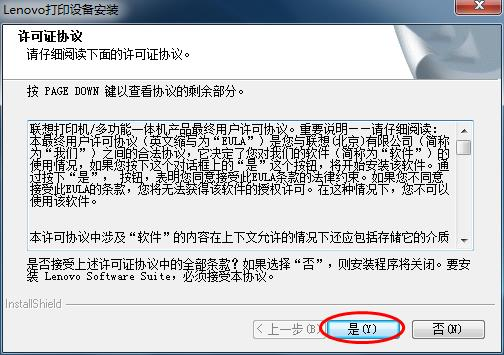 Lenovo打印设备安装
许可证协议
请仔细阅读下面的许可证协议。
按 PAGE DOWN 键以查看协议的剩余部分。
联想打印机/多功能一体机产品最终用户许可协议。重要说明－－请仔细阅读：
本最终用户许可协议（英文缩写为“EULA”）是您与联想（北京）有限公司（简称
为“我们”）之间的合法协议，它决定了您对我们的软件（简称为“软件”）的
使用情况，如果您按下这个对话框上的“是”这个按钮，将开始安装该软件。通
过按下“是”， 按钮，表明您同意接受此EULA条款的法律约束。如果您不同意
接受此EULA的条款，您将无法获得该软件的授权许可。在这种情况下，您不可以
使用该软件。
本许可协议中涉及“软件”的内容在上下文允许的情况下还应包括存储它的介质
是否接受上述许可证协议中的全部条款？如果选择“否”，则安装程序将关闭。要安
装 Lenovo Software Suite，必须接受本协议。
InstallShield
< 上一步(B) 是(Y) 否(N)